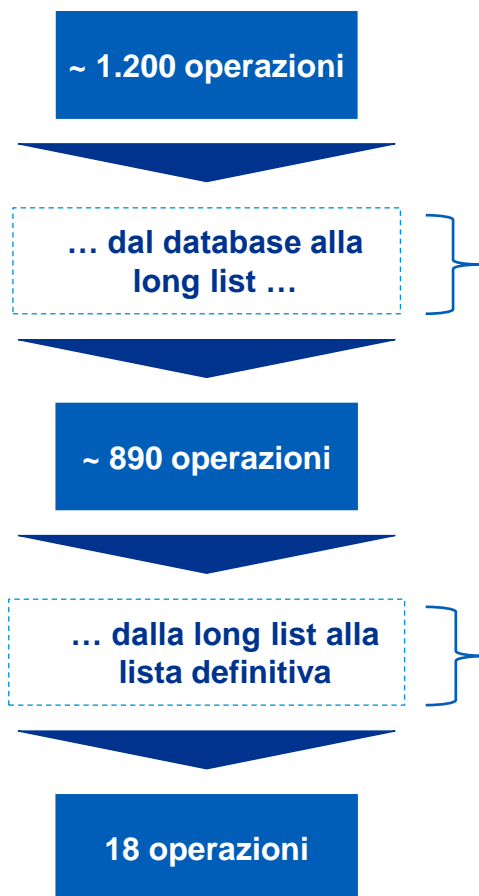 ~ 1.200 operazioni
… dal database alla
long list …
~ 890 operazioni
… dalla long list alla
lista definitiva
18 operazioni